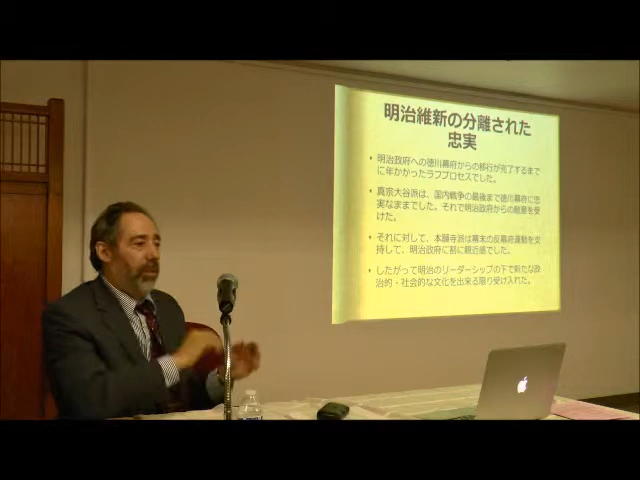 明治維新の分離された
忠実
• 明治政府への徳川幕府からの移行が完了するまで
に年かかったラフプロセスでした。
• 真宗大谷派は、国内戦争の最後まで徳川幕府に忠
実なままでした。それで明治政府からの敵意を受
けた。
• それに対して、本願寺派は幕末の反幕府運動を支
持して、明治政府に割に親近感でした。
• したがって明治のリーダーシップの下で新たな政
治的・社会的な文化を出来る限り受け入れた。